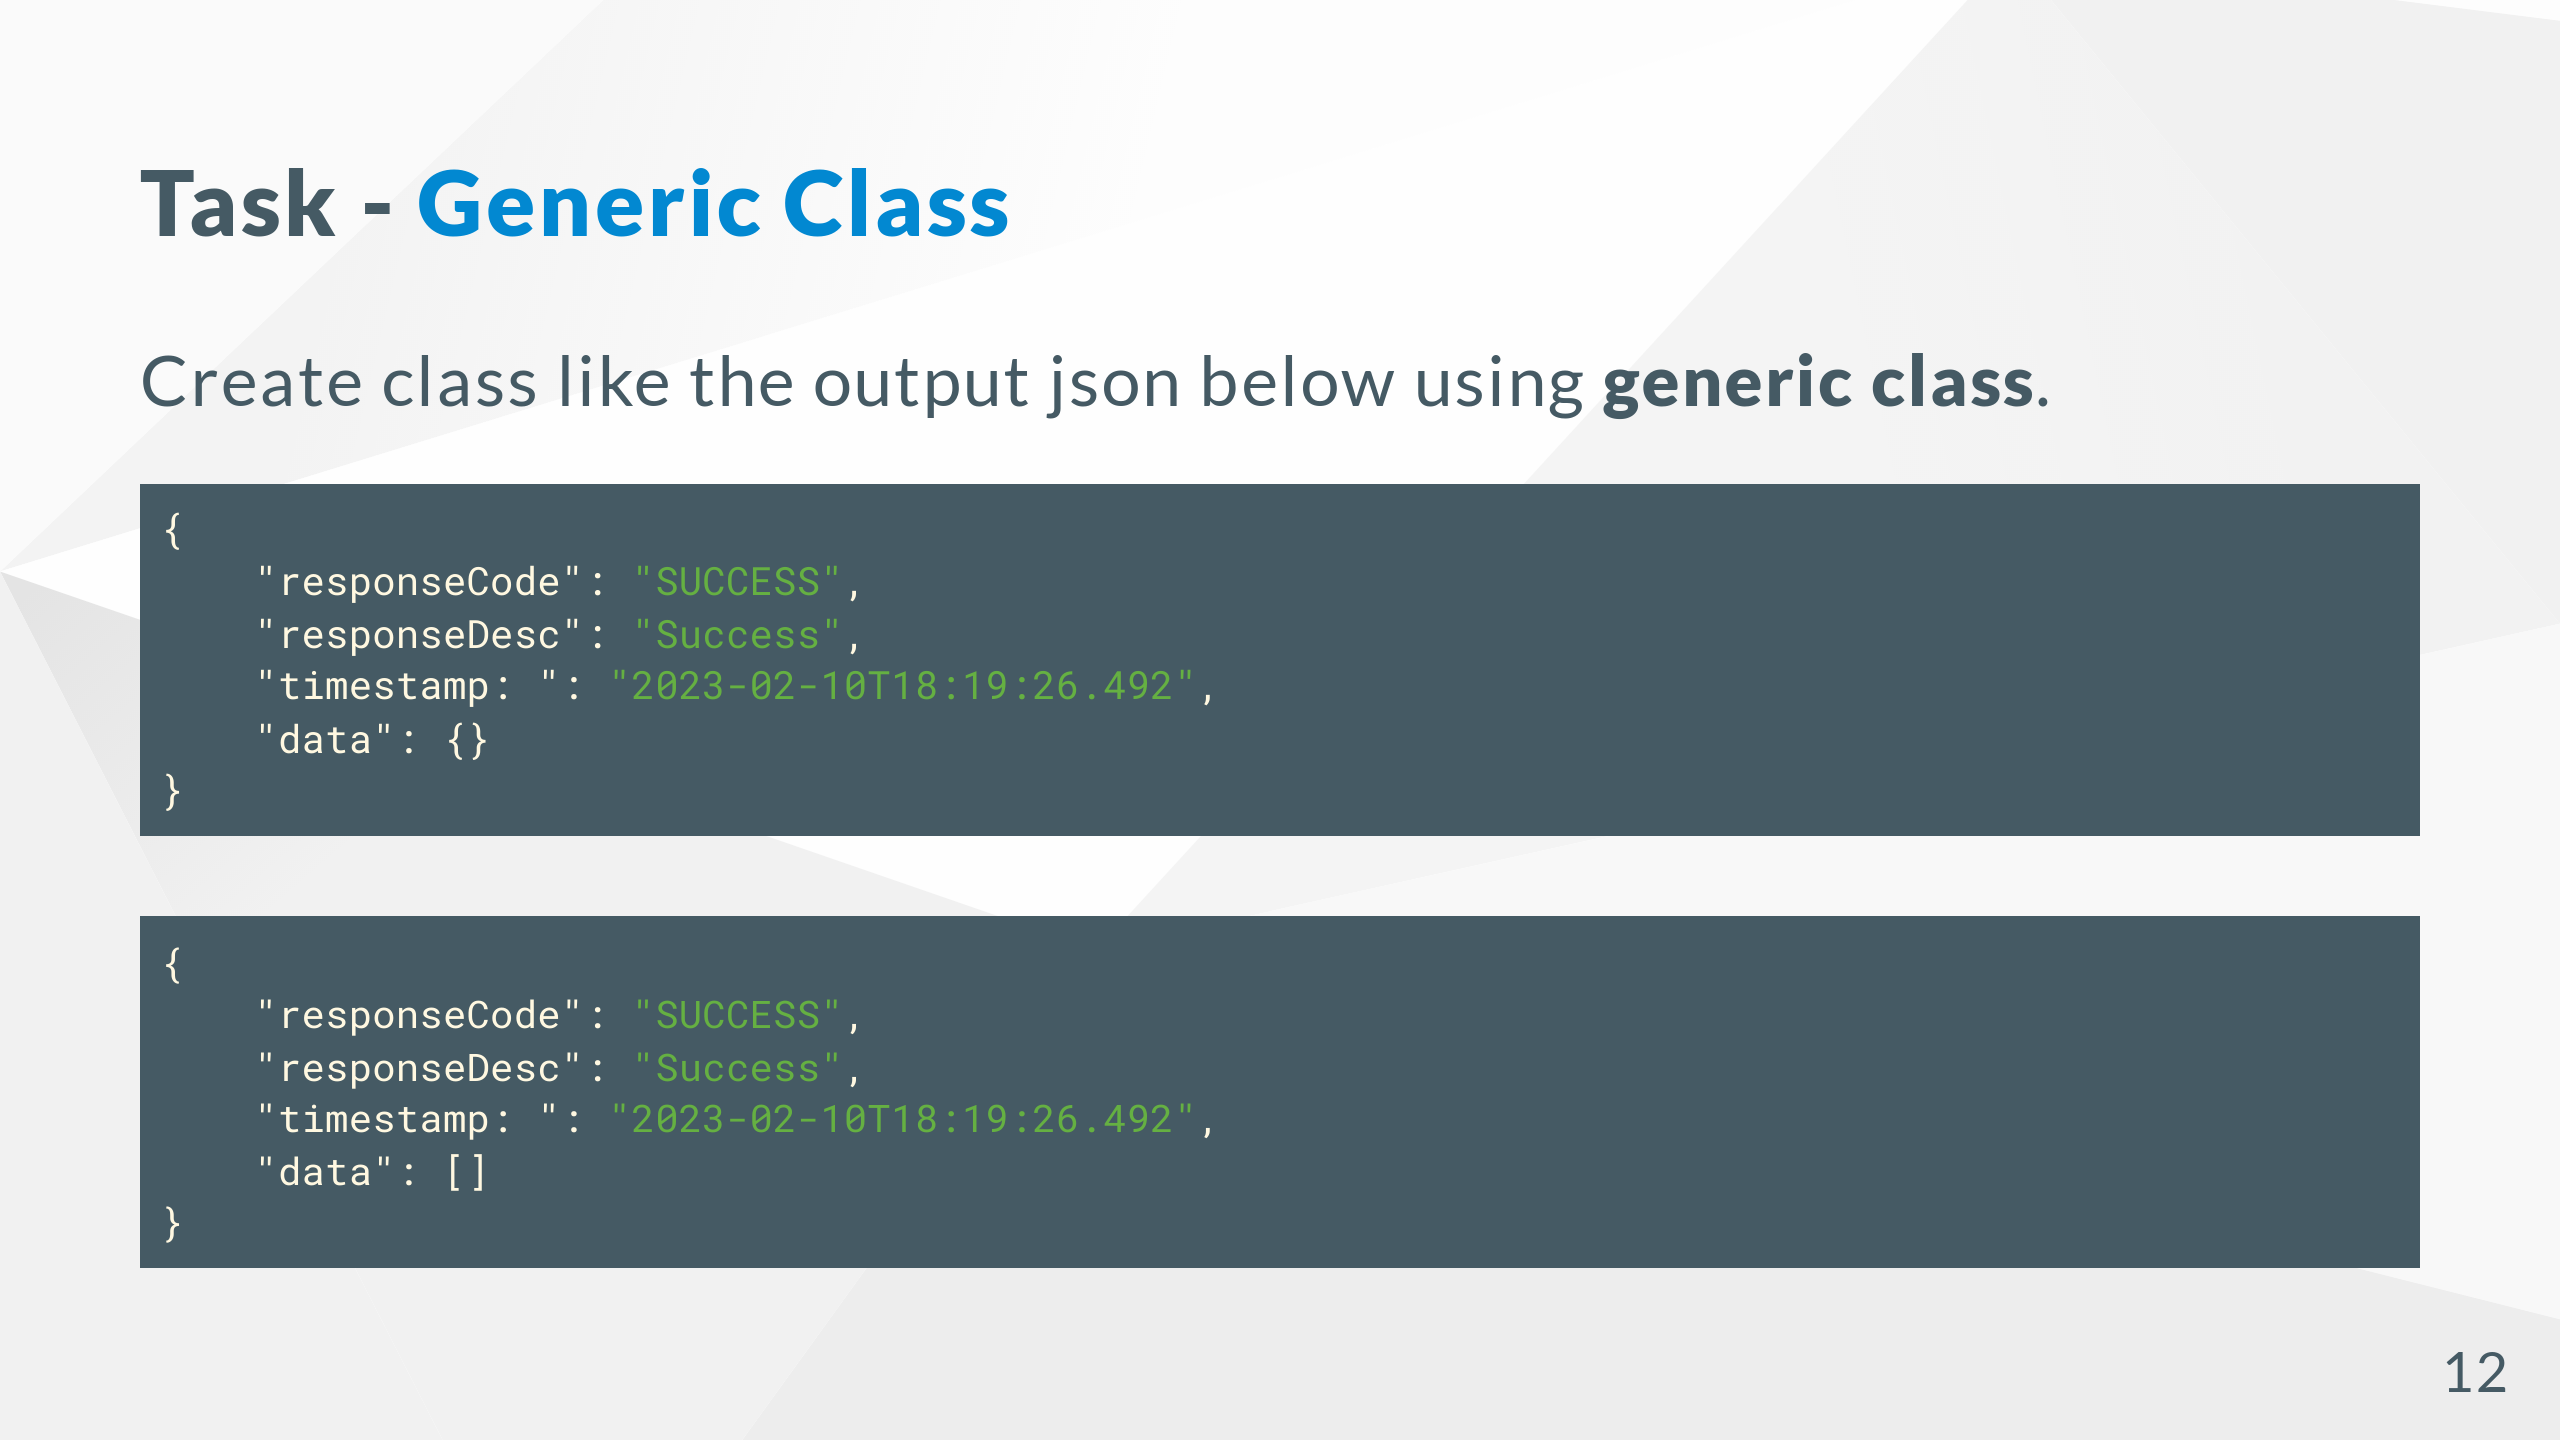 Task - Generic Class
Create class like the output json below using generic class.
{
    "responseCode": "SUCCESS",
    "responseDesc": "Success",
    "timestamp: ": "2023-02-10T18:19:26.492",
    "data": {}
}
{
    "responseCode": "SUCCESS",
    "responseDesc": "Success",
    "timestamp: ": "2023-02-10T18:19:26.492",
    "data": []
}
12